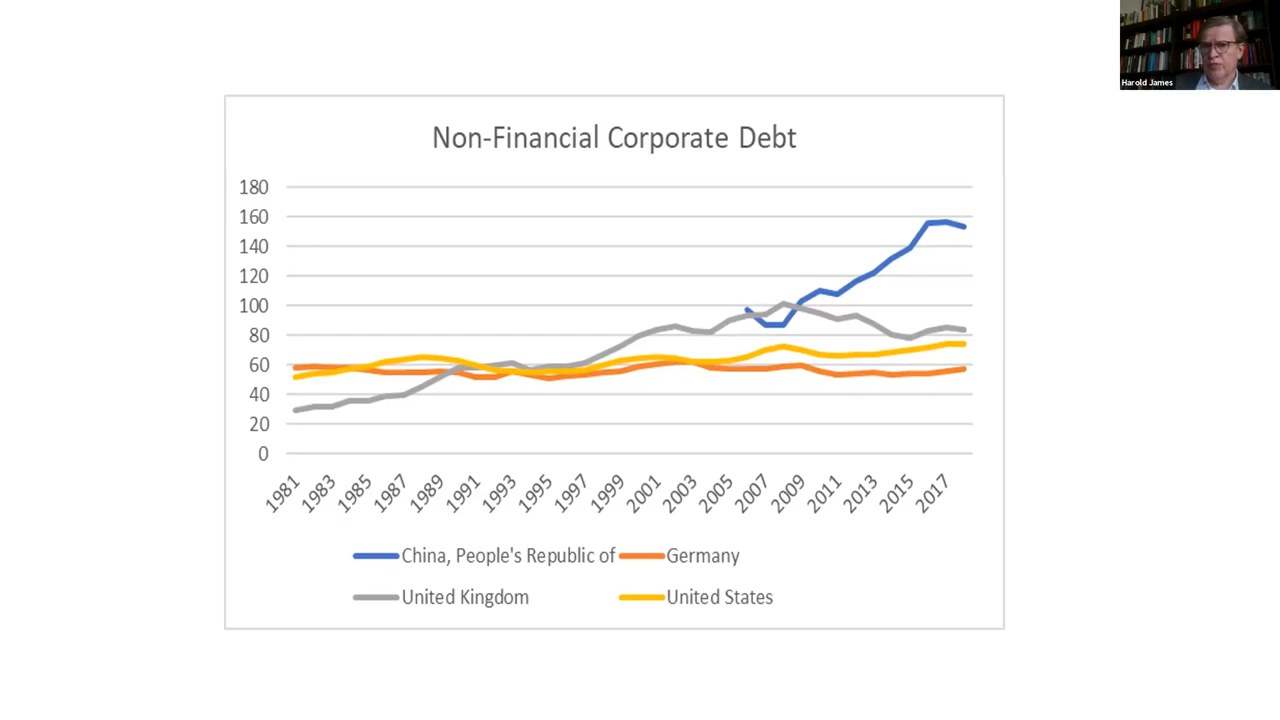 Harold James
Non-Financial Corporate Debt
180
160
140
120
100
80
60
40
20
0
1981 1983 1985 1987 1989 1991 1993 1995 1997 1999 2001 2003 2005 2007 2009 2011 2013 2015 2017
China, People's Republic of Germany
United Kingdom United States